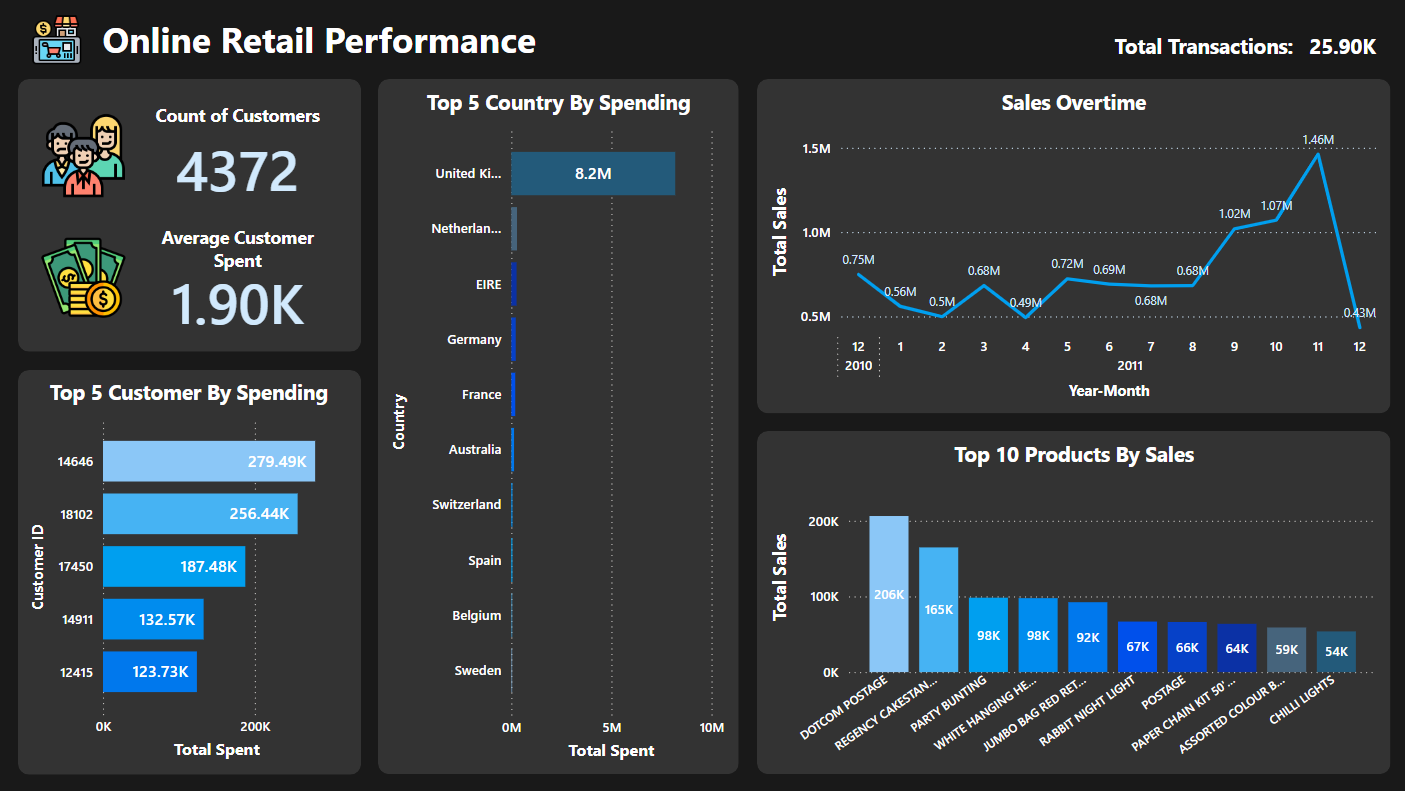 Online Retail Performance
Total Transactions: 25.90K
Count of Customers
4372
Average Customer
Spent
1.90K
Top 5 Customer By Spending
Customer ID
14646
279.49K
18102
256.44K
17450
187.48K
14911
132.57K
12415
123.73K
0K 200K
Total Spent
Top 5 Country By Spending
Country
United Ki...
8.2M
Netherlan...
EIRE
Germany
France
Australia
Switzerland
Spain
Belgium
Sweden
0M 5M 10M
Total Spent
Sales Overtime
Total Sales
1.5M
1.0M
0.5M
0.75M 0.56M 0.5M 0.68M 0.49M 0.72M 0.69M 0.68M 0.68M 1.02M 1.07M 1.46M 0.43M
12 1 2 3 4 5 6 7 8 9 10 11 12
2010 2011
Year-Month
Top 10 Products By Sales
Total Sales
200K
100K
0K
206K 165K 98K 98K 92K 67K 66K 64K 59K 54K
DOTCOM POSTAGE
REGENCY CAKESTAN...
PARTY BUNTING
WHITE HANGING HE...
JUMBO BAG RED RET...
RABBIT NIGHT LIGHT
POSTAGE
PAPER CHAIN KIT 50'...
ASSORTED COLOUR B...
CHILLI LIGHTS